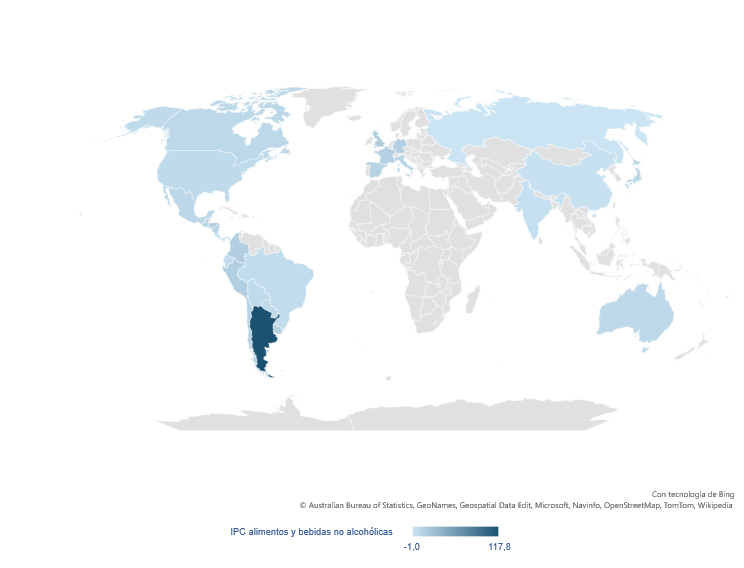 Con tecnología de Bing
© Australian Bureau of Statistics, GeoNames, Geospatial Data Edit, Microsoft, Navinfo, OpenStreetMap, TomTom, Wikipedia
IPC alimentos y bebidas no alcohólicas
-1,0 117,8